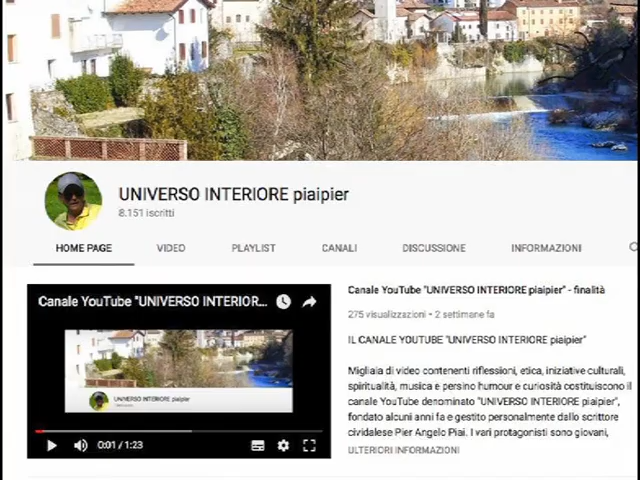 UNIVERSO INTERIORE piaipier
8.151 iscritti
HOME PAGE VIDEO PLAYLIST CANALI DISCUSSIONE INFORMAZIONI
Canale YouTube "UNIVERSO INTERIOR...
UNIVERSO INTERIORE piaipier
0:01 / 1:23
Canale YouTube "UNIVERSO INTERIORE piaipier" - finalità
275 visualizzazioni • 2 settimane fa
IL CANALE YOUTUBE "UNIVERSO INTERIORE piaipier"
Migliaia di video contenenti riflessioni, etica, iniziative culturali,
spiritualità, musica e persino humour e curiosità costituiscono il
canale YouTube denominato "UNIVERSO INTERIORE piaipier",
fondato alcuni anni fa e gestito personalmente dallo scrittore
cividalese Pier Angelo Piai. I vari protagonisti sono giovani,
ULTERIORI INFORMAZIONI